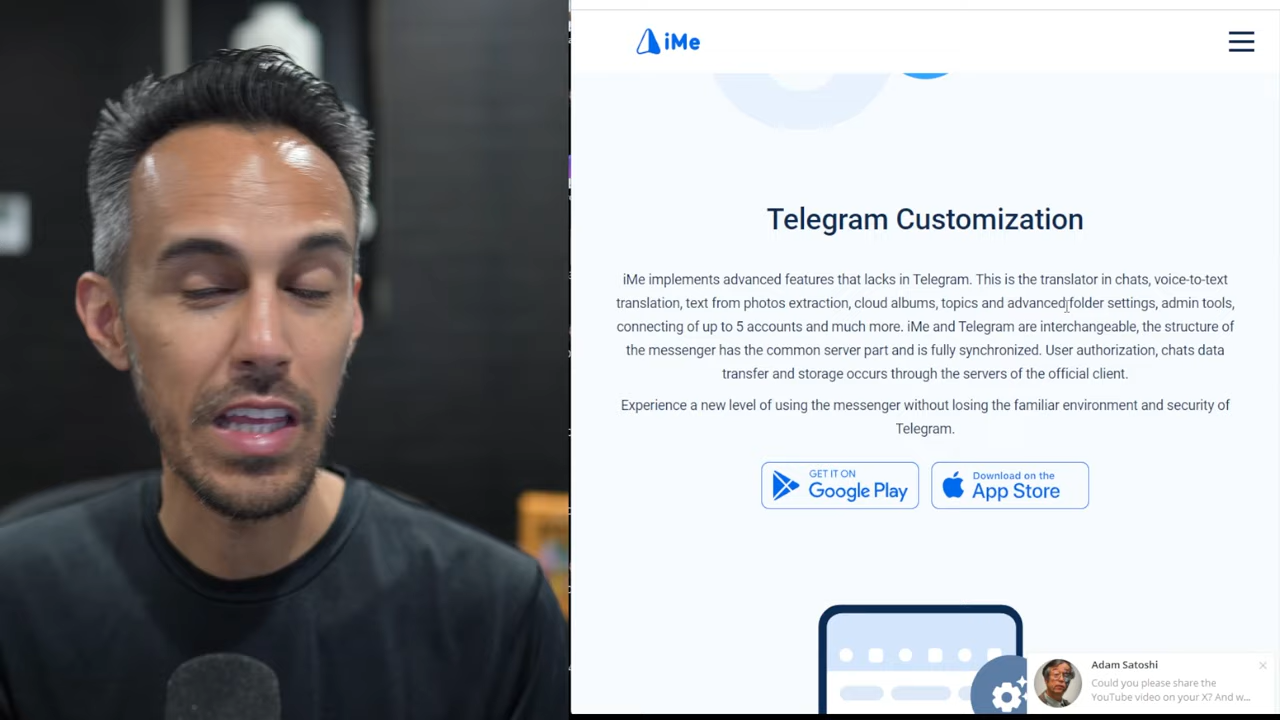 iMe
Telegram Customization
iMe implements advanced features that lacks in Telegram. This is the translator in chats, voice-to-text
translation, text from photos extraction, cloud albums, topics and advanced folder settings, admin tools,
connecting of up to 5 accounts and much more. iMe and Telegram are interchangeable, the structure of
the messenger has the common server part and is fully synchronized. User authorization, chats data
transfer and storage occurs through the servers of the official client.
Experience a new level of using the messenger without losing the familiar environment and security of
Telegram.
GET IT ON
Google Play
Download on the
App Store
Adam Satoshi
Could you please share the
YouTube video on your X? And w...